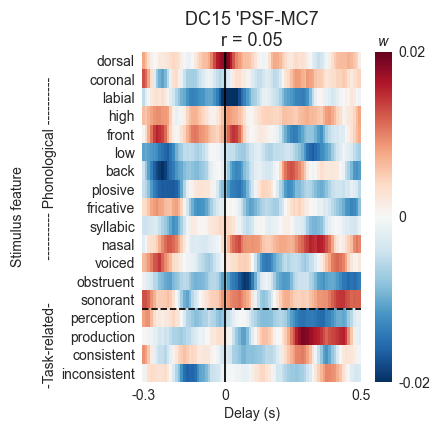 DC15 'PSF-MC7
r = 0.05
w
dorsal
coronal
labial
high
front
low
back
plosive
fricative
syllabic
nasal
voiced
obstruent
sonorant
perception
production
consistent
inconsistent
Stimulus feature
-Task-related-
---------- Phonological ----------
0.02
0
-0.02
-0.3
0
0.5
Delay (s)